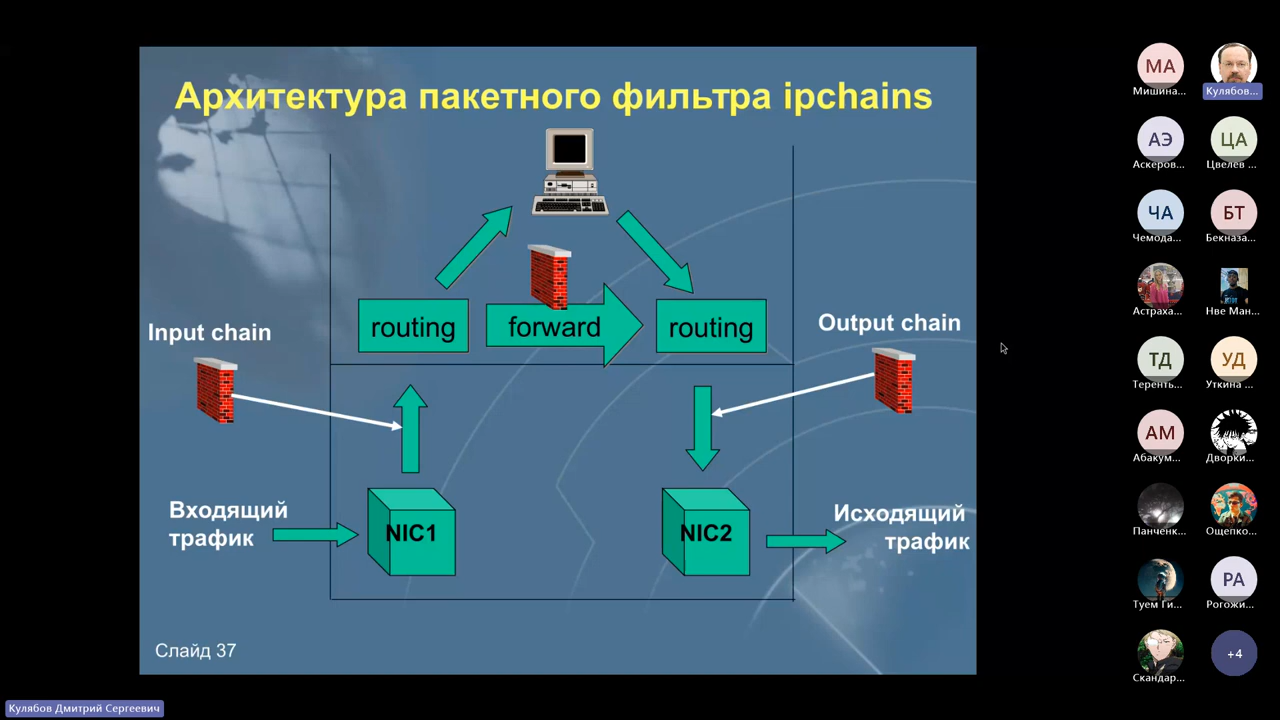 Архитектура пакетного фильтра ipchains
Input chain
routing
forward
routing
Output chain
Входящий
трафик
NIC1
NIC2
Исходящий
трафик
Слайд 37
МА
Мишина...
Кулябов...
АЭ
Аскеров...
ЦА
Цвелев ...
ЧА
Чемода...
БТ
Бекназа...
Астраха...
Нве Ман...
ТД
Теренть...
УД
Уткина ...
АМ
Абакум...
Дворки...
Панченк...
Ощепко...
Туем Ги...
РА
Рогожи...
Скандар...
+4
Кулябов Дмитрий Сергеевич